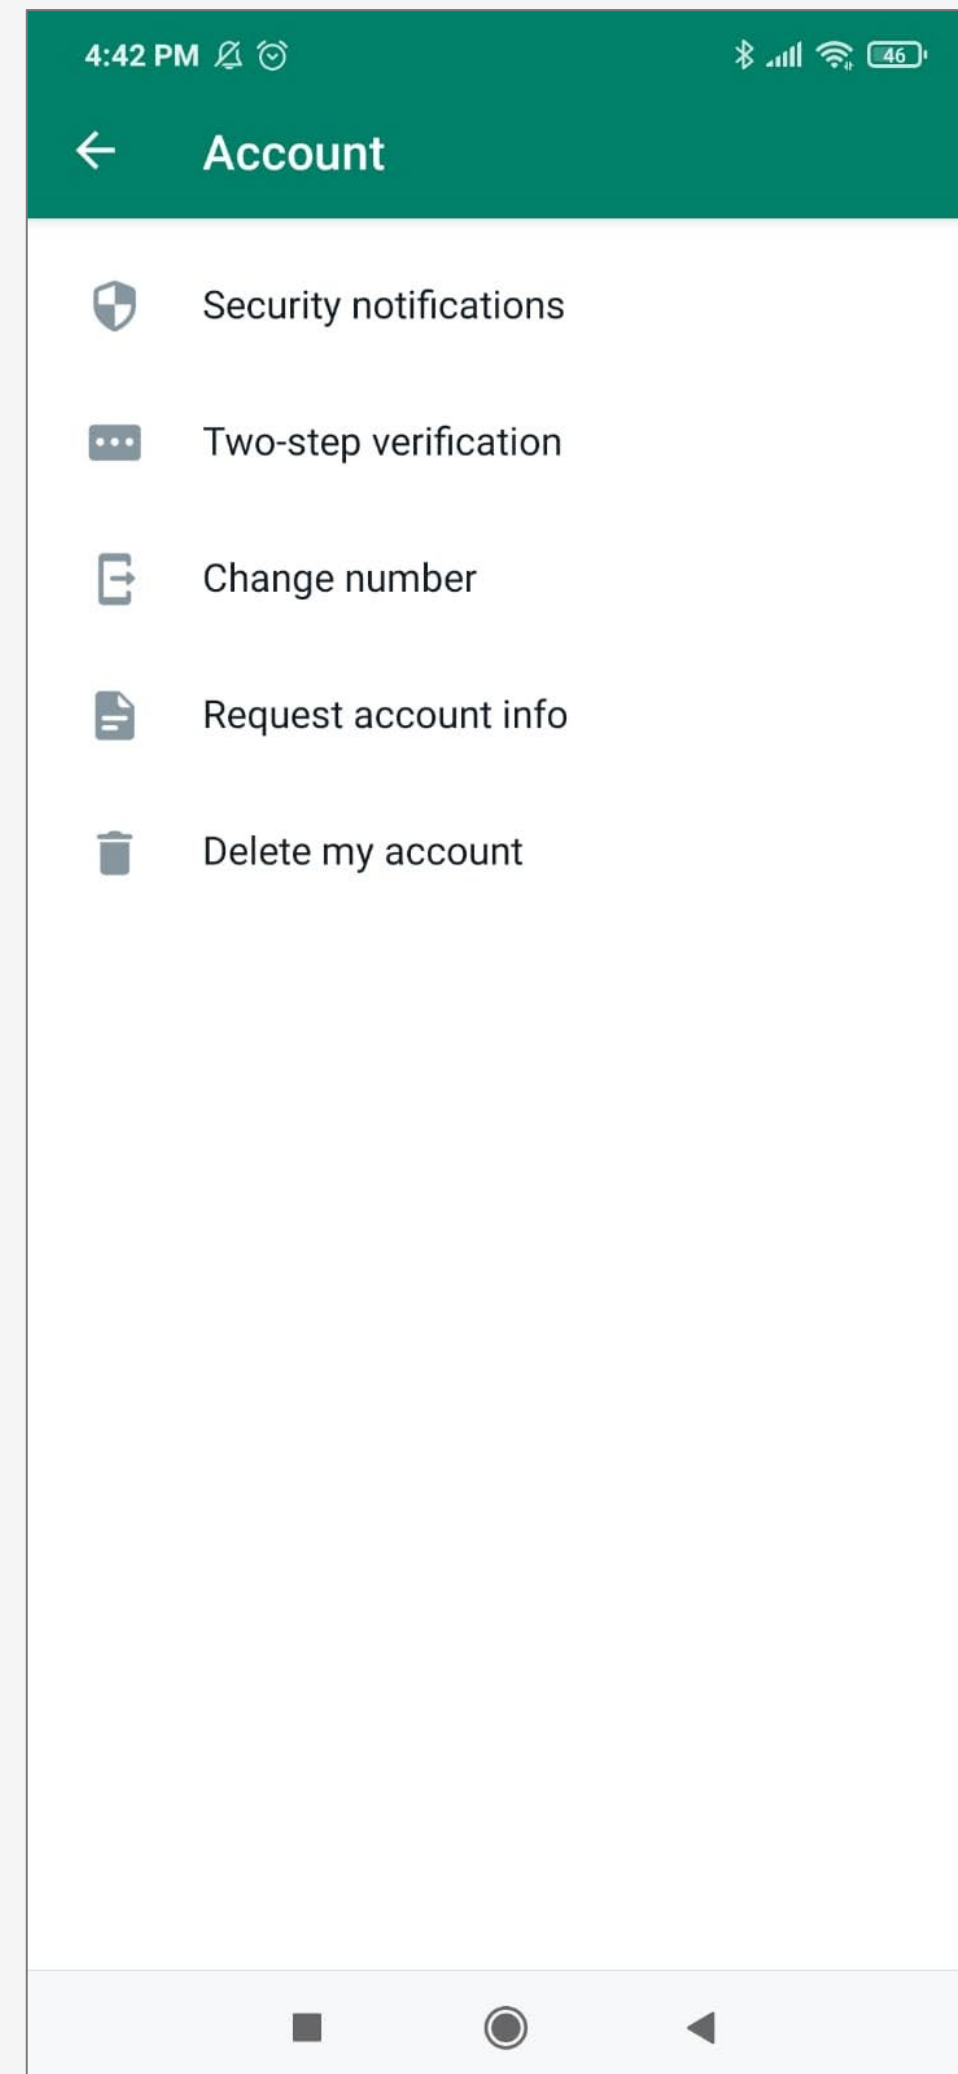 4:42 PM 46
Account
Security notifications
Two-step verification
Change number
Request account info
Delete my account